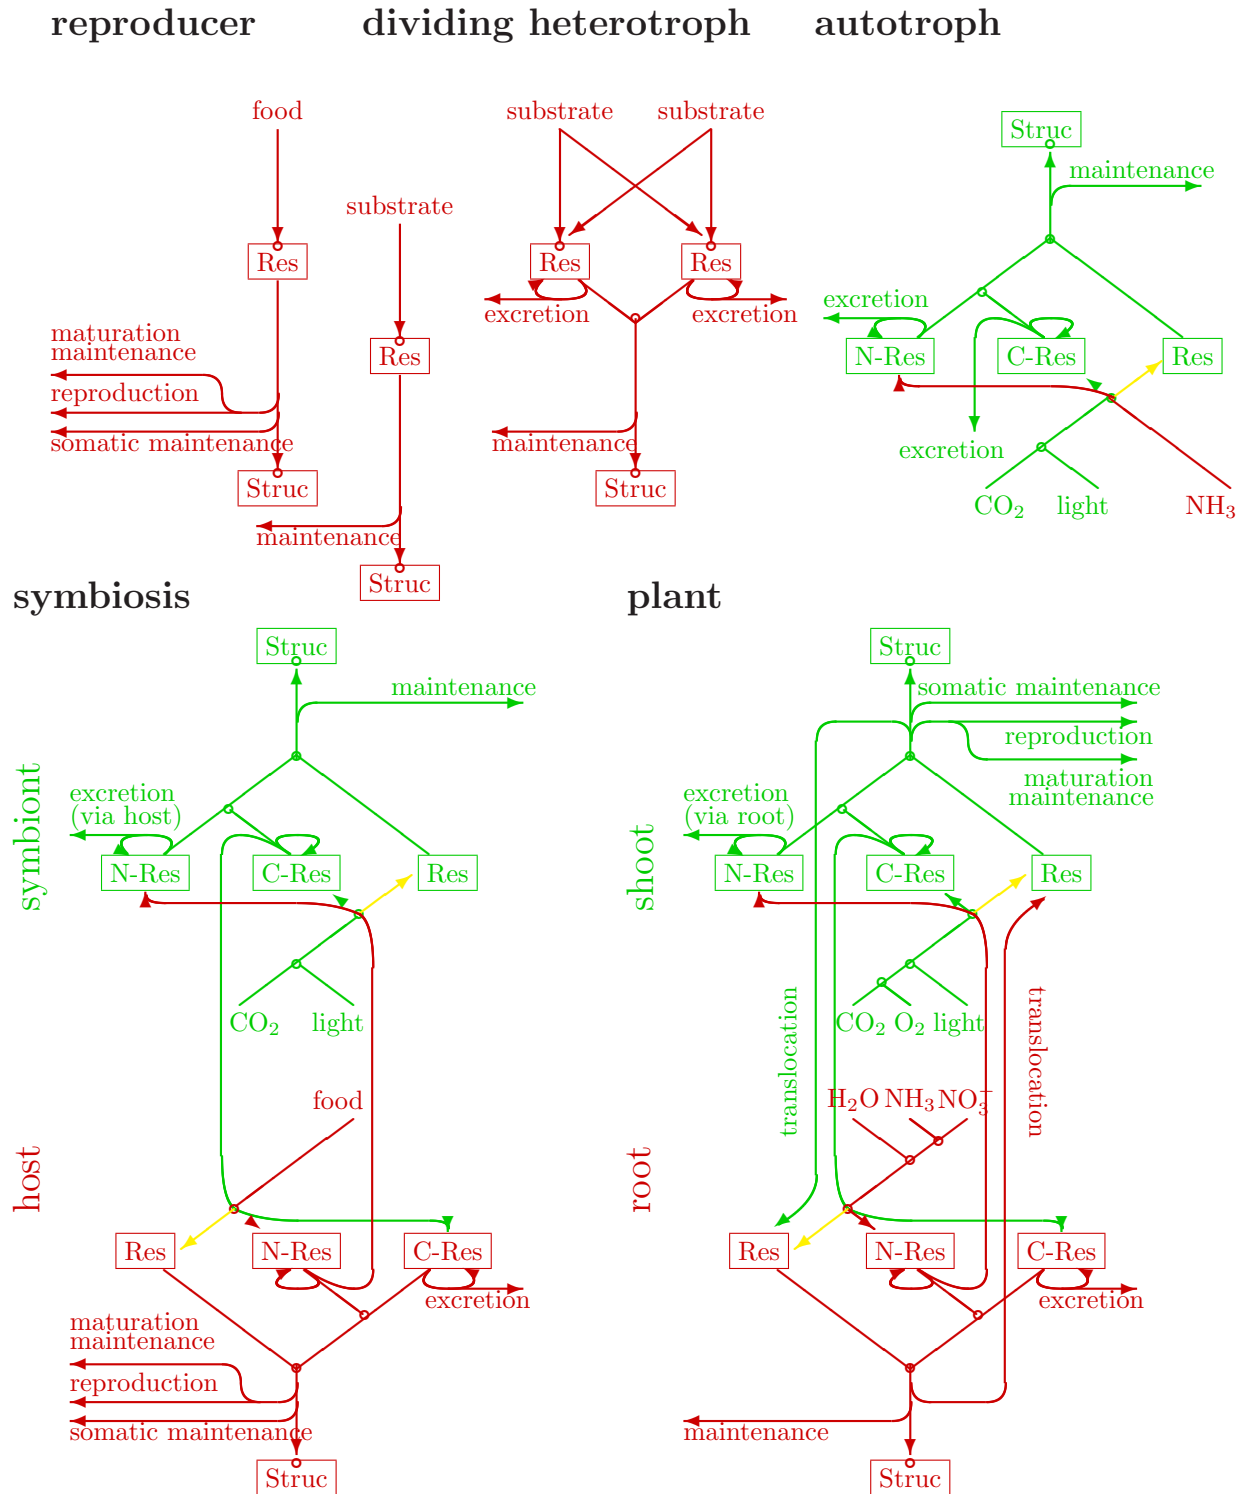 reproducer
dividing heterotroph
autotroph
food
substrate
Res
maturation
maintenance
reproduction
somatic maintenance
Struc
Res
maintenance
Struc
substrate
substrate
Res
Res
excretion
excretion
maintenance
Struc
Struc
maintenance
excretion
N-Res
C-Res
Res
excretion
CO₂
light
NH₃
symbiosis
Struc
maintenance
symbiont
excretion
(via host)
N-Res
C-Res
Res
CO₂
light
food
host
Res
N-Res
C-Res
excretion
maturation
maintenance
reproduction
somatic maintenance
Struc
plant
Struc
somatic maintenance
reproduction
maturation
maintenance
shoot
excretion
(via root)
N-Res
C-Res
Res
CO₂ O₂ light
translocation
translocation
H₂O NH₃ NO₃⁻
root
Res
N-Res
C-Res
excretion
maintenance
Struc